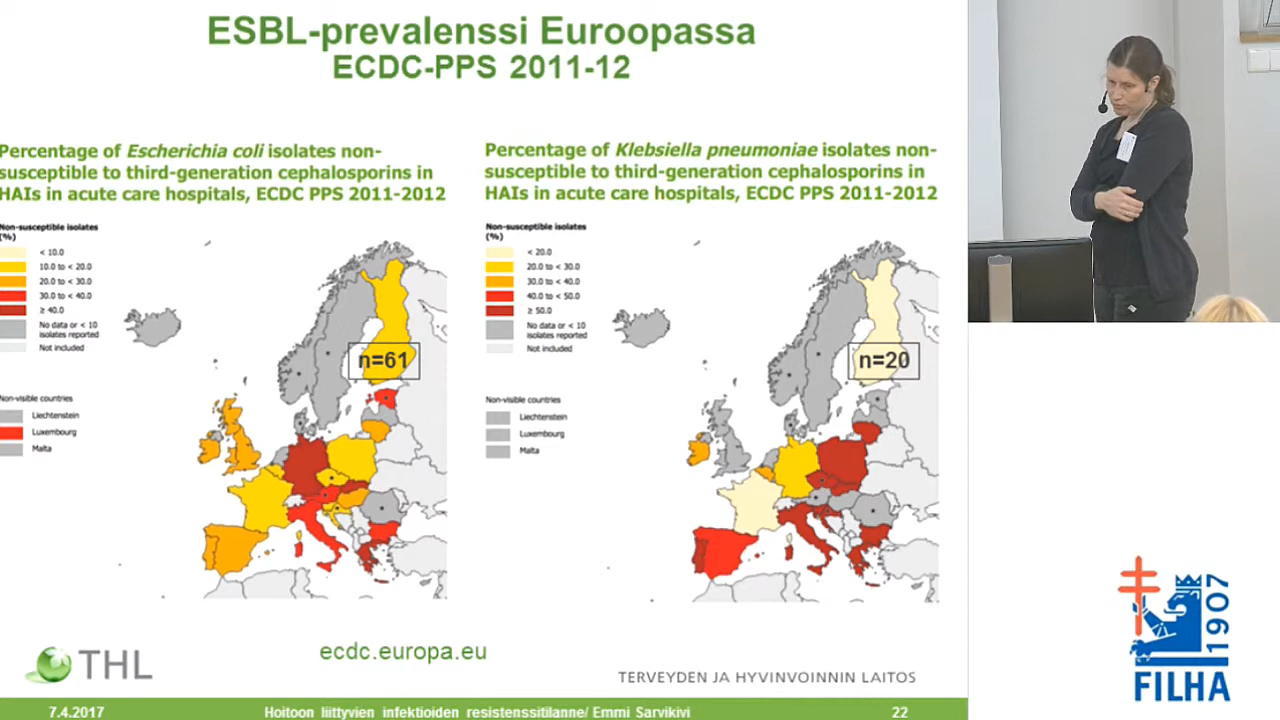 ESBL-prevalenssi Euroopassa
ECDC-PPS 2011-12
Percentage of Escherichia coli isolates non-
susceptible to third-generation cephalosporins in
HAIs in acute care hospitals, ECDC PPS 2011-2012
Non-susceptible isolates
(%)
< 10.0
10.0 to < 20.0
20.0 to < 30.0
30.0 to < 40.0
≥ 40.0
No data or < 10
isolates reported
Not included
Non-visible countries
Liechtenstein
Luxembourg
Malta
n=61
Percentage of Klebsiella pneumoniae isolates non-
susceptible to third-generation cephalosporins in
HAIs in acute care hospitals, ECDC PPS 2011-2012
Non-susceptible isolates
(%)
< 20.0
20.0 to < 30.0
30.0 to < 40.0
40.0 to < 50.0
≥ 50.0
No data or < 10
isolates reported
Not included
Non-visible countries
Liechtenstein
Luxembourg
Malta
n=20
ecdc.europa.eu
THL
TERVEYDEN JA HYVINVOINNIN LAITOS
7.4.2017
Hoitoon liittyvien infektioiden resistenssitilanne/ Emmi Sarvikivi
22
1907
FILHA